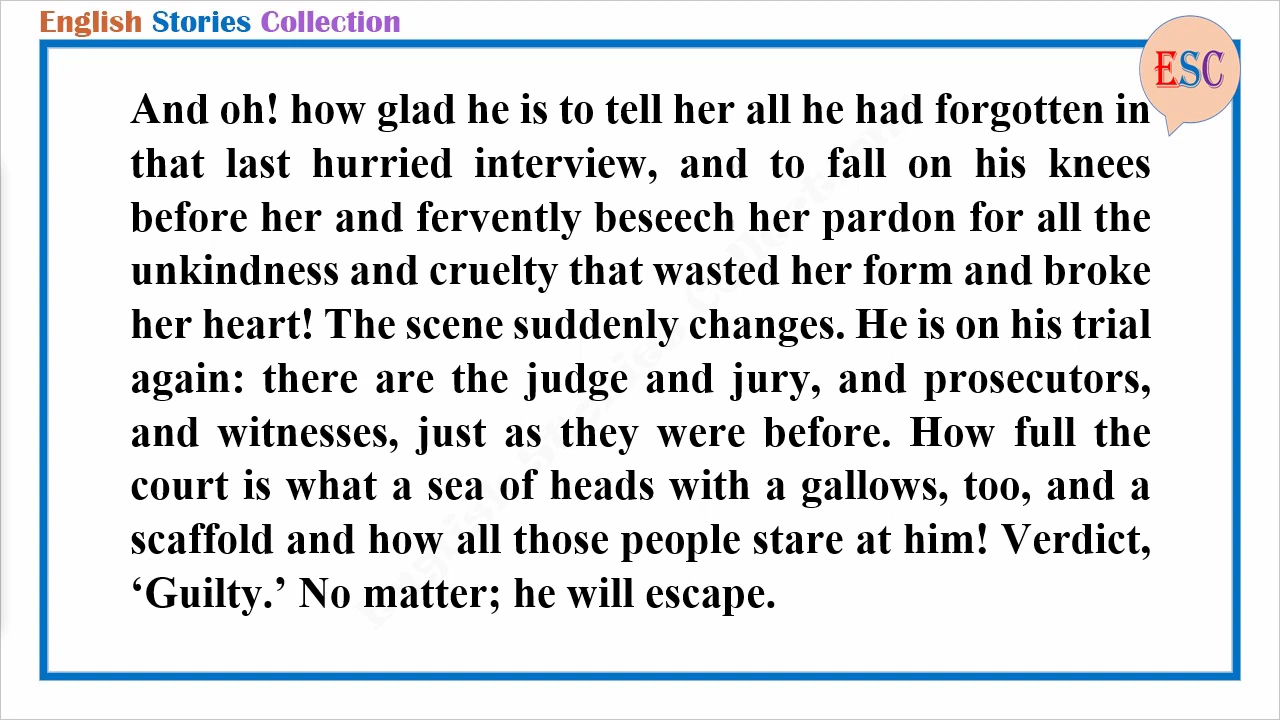 English Stories Collection
ESC
And oh! how glad he is to tell her all he had forgotten in
that last hurried interview, and to fall on his knees
before her and fervently beseech her pardon for all the
unkindness and cruelty that wasted her form and broke
her heart! The scene suddenly changes. He is on his trial
again: there are the judge and jury, and prosecutors,
and witnesses, just as they were before. How full the
court is what a sea of heads with a gallows, too, and a
scaffold and how all those people stare at him! Verdict,
‘Guilty.’ No matter; he will escape.